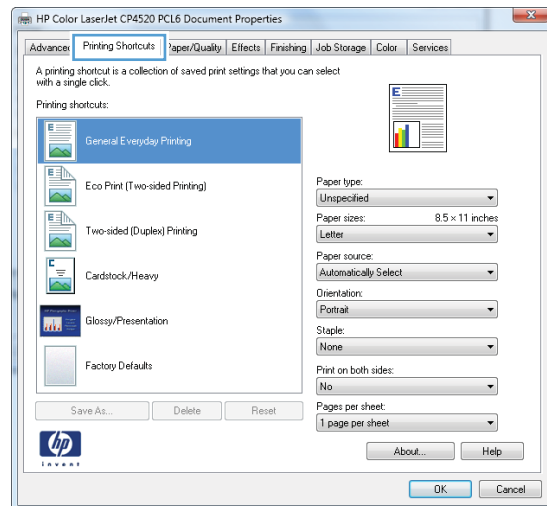 HP Color LaserJet CP4520 PCL6 Document Properties
Advanced Printing Shortcuts Paper/Quality Effects Finishing Job Storage Color Services
A printing shortcut is a collection of saved print settings that you can select
with a single click.
Printing shortcuts:
General Everyday Printing
Eco Print (Two-sided Printing)
Two-sided (Duplex) Printing
Cardstock/Heavy
Glossy/Presentation
Factory Defaults
Save As... Delete Reset
hp
invent
E
Paper type:
Unspecified
Paper sizes: 8.5 × 11 inches
Letter
Paper source:
Automatically Select
Orientation:
Portrait
Staple:
None
Print on both sides:
No
Pages per sheet:
1 page per sheet
About... Help
OK Cancel